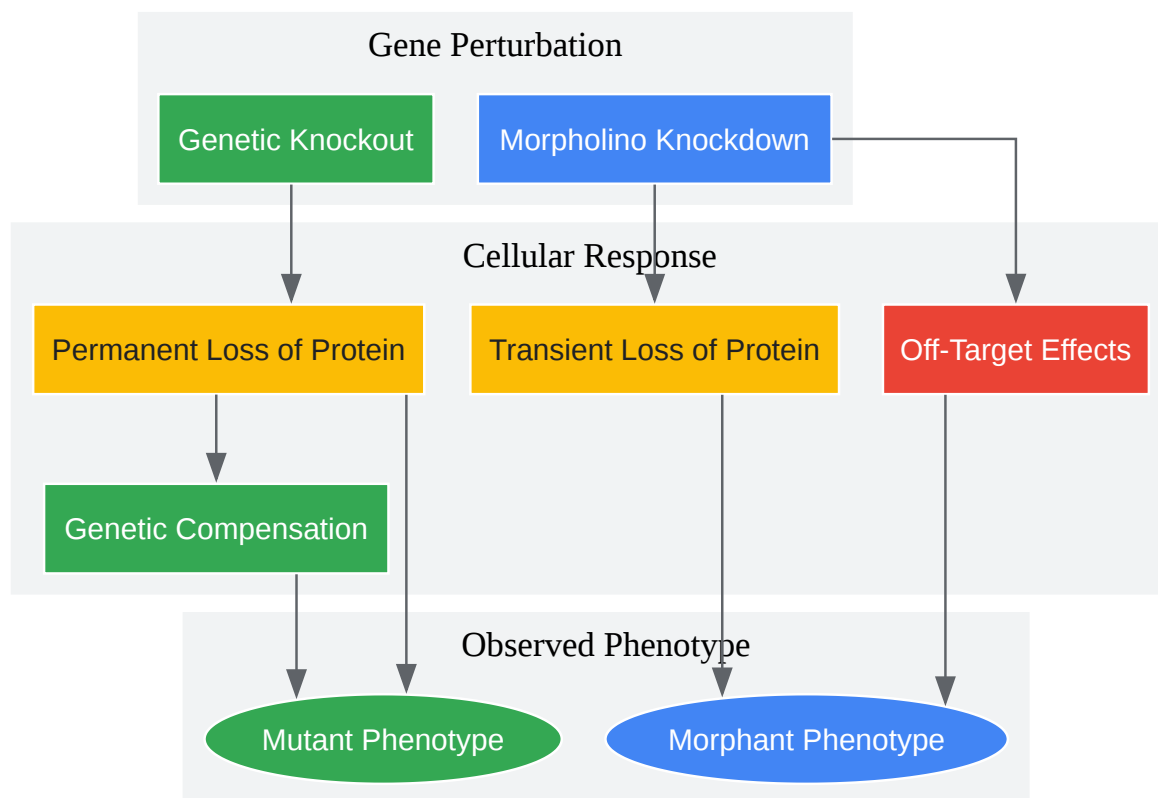 Gene Perturbation
Genetic Knockout
Morpholino Knockdown
Cellular Response
Permanent Loss of Protein
Transient Loss of Protein
Off-Target Effects
Genetic Compensation
Observed Phenotype
Mutant Phenotype
Morphant Phenotype